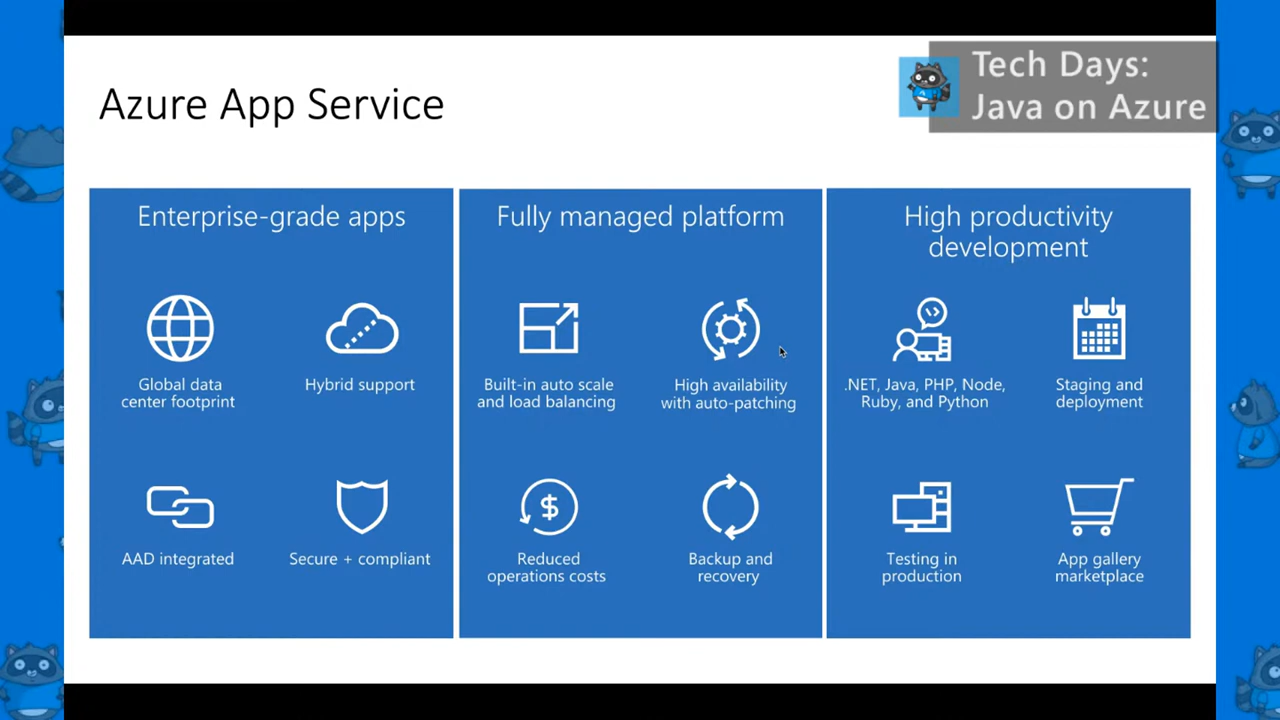 Azure App Service
Tech Days:
Java on Azure
Enterprise-grade apps
Global data
center footprint
Hybrid support
AAD integrated
Secure + compliant
Fully managed platform
Built-in auto scale
and load balancing
High availability
with auto-patching
Reduced
operations costs
Backup and
recovery
High productivity
development
.NET, Java, PHP, Node,
Ruby, and Python
Staging and
deployment
Testing in
production
App gallery
marketplace